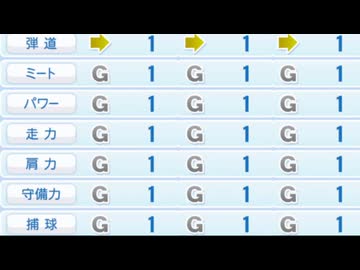 弾道 1 1 1
ミート G 1 G 1 G 1
パワー G 1 G 1 G 1
走力 G 1 G 1 G 1
肩力 G 1 G 1 G 1
守備力 G 1 G 1 G 1
捕球 G 1 G 1 G 1